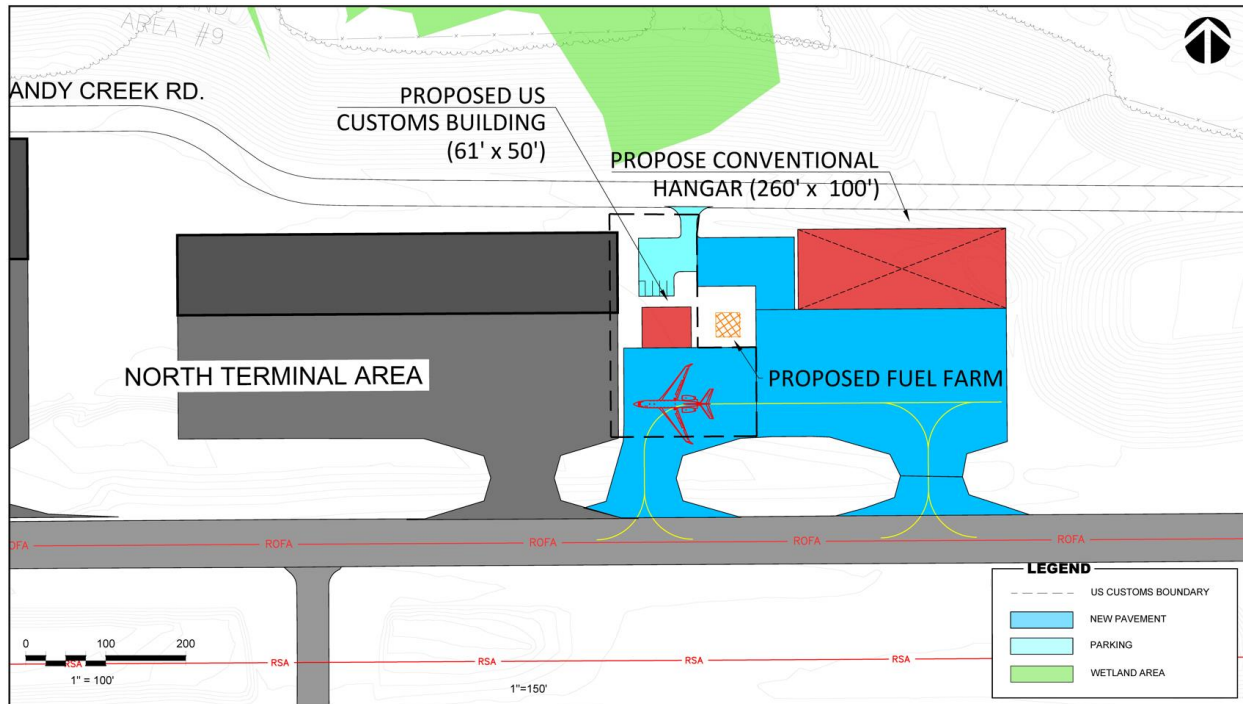 AREA #9
ANDY CREEK RD.
PROPOSED US
CUSTOMS BUILDING
(61' x 50')
PROPOSE CONVENTIONAL
HANGAR (260' x 100')
NORTH TERMINAL AREA
PROPOSED FUEL FARM
OFA
ROFA
ROFA
ROFA
ROFA
LEGEND
US CUSTOMS BOUNDARY
NEW PAVEMENT
PARKING
WETLAND AREA
0 100 200
RSA
RSA
RSA
RSA
RSA
1" = 100'
1"=150'